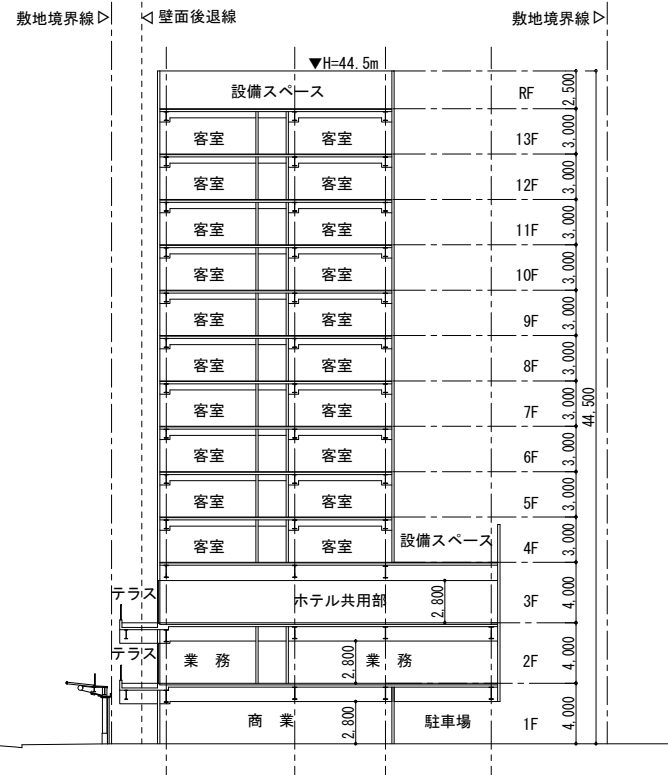 敷地境界線▷ ◁壁面後退線 敷地境界線▷
▼H=44.5m
設備スペース RF 2,500
客室 客室 13F 3,000
客室 客室 12F 3,000
客室 客室 11F 3,000
客室 客室 10F 3,000
客室 客室 9F 3,000
客室 客室 8F 3,000
客室 客室 7F 3,000
44,500
客室 客室 6F 3,000
客室 客室 5F 3,000
客室 客室 設備スペース 4F 3,000
テラス ホテル共用部 2,800 3F 4,000
テラス 業 務 2,800 業 務 2F 4,000
商 業 2,800 駐車場 1F 4,000